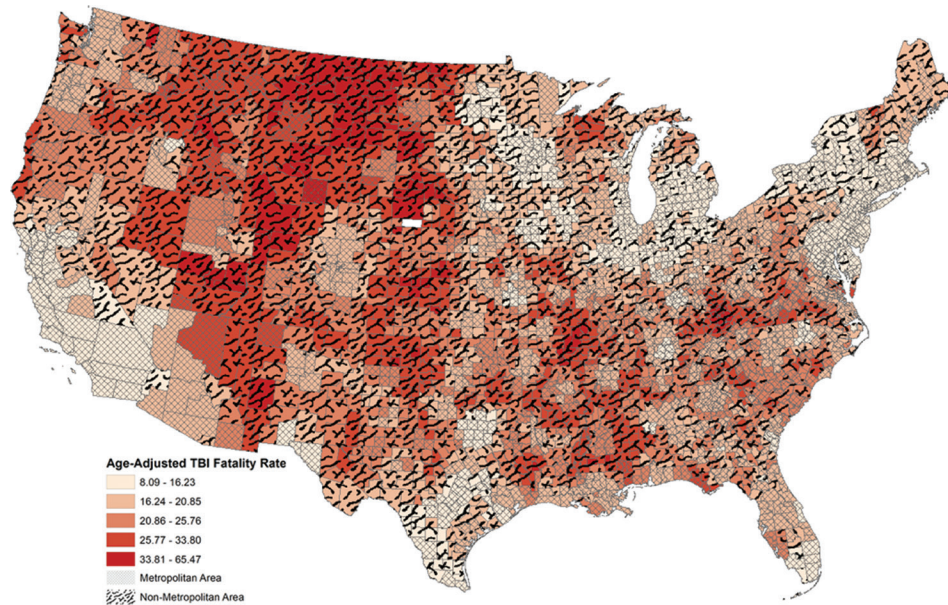 Age-Adjusted TBI Fatality Rate
8.09 - 16.23
16.24 - 20.85
20.86 - 25.76
25.77 - 33.80
33.81 - 65.47
Metropolitan Area
Non-Metropolitan Area